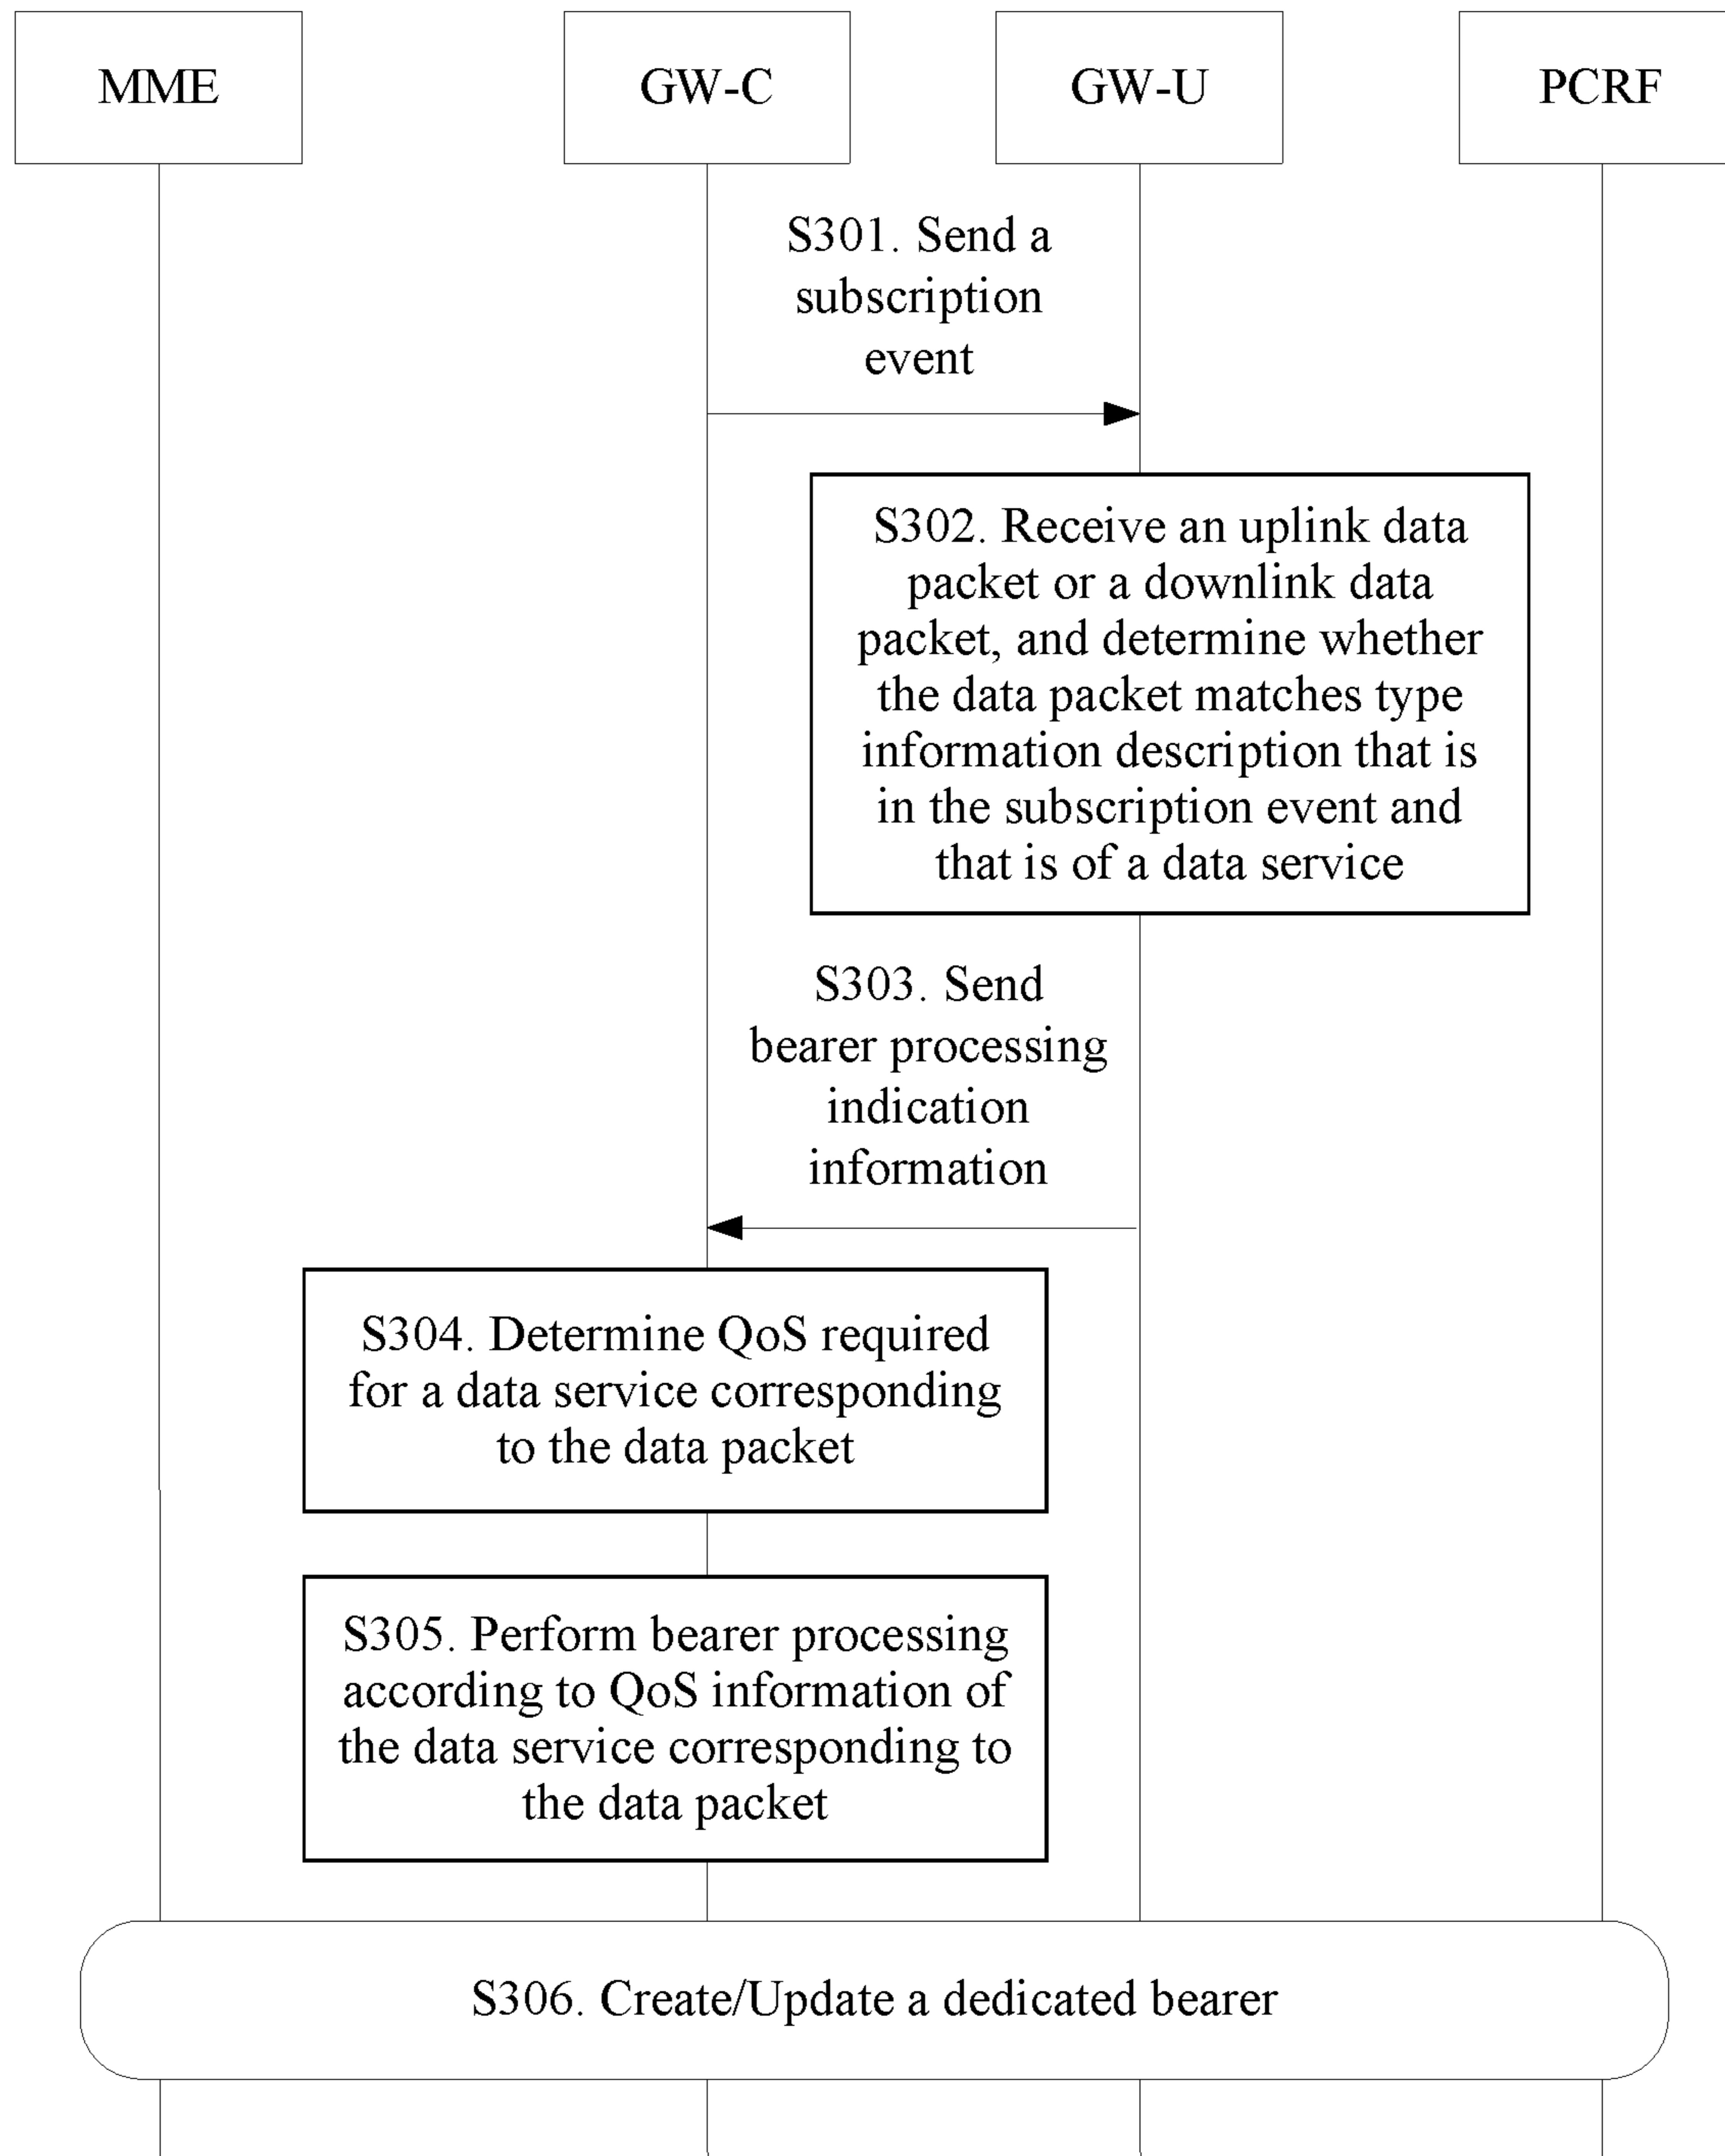 MME
GW-C
GW-U
PCRF
S301. Send a
subscription
event
S302. Receive an uplink data
packet or a downlink data
packet, and determine whether
the data packet matches type
information description that is
in the subscription event and
that is of a data service
S303. Send
bearer processing
indication
information
S304. Determine QoS required
for a data service corresponding
to the data packet
S305. Perform bearer processing
according to QoS information of
the data service corresponding to
the data packet
S306. Create/Update a dedicated bearer